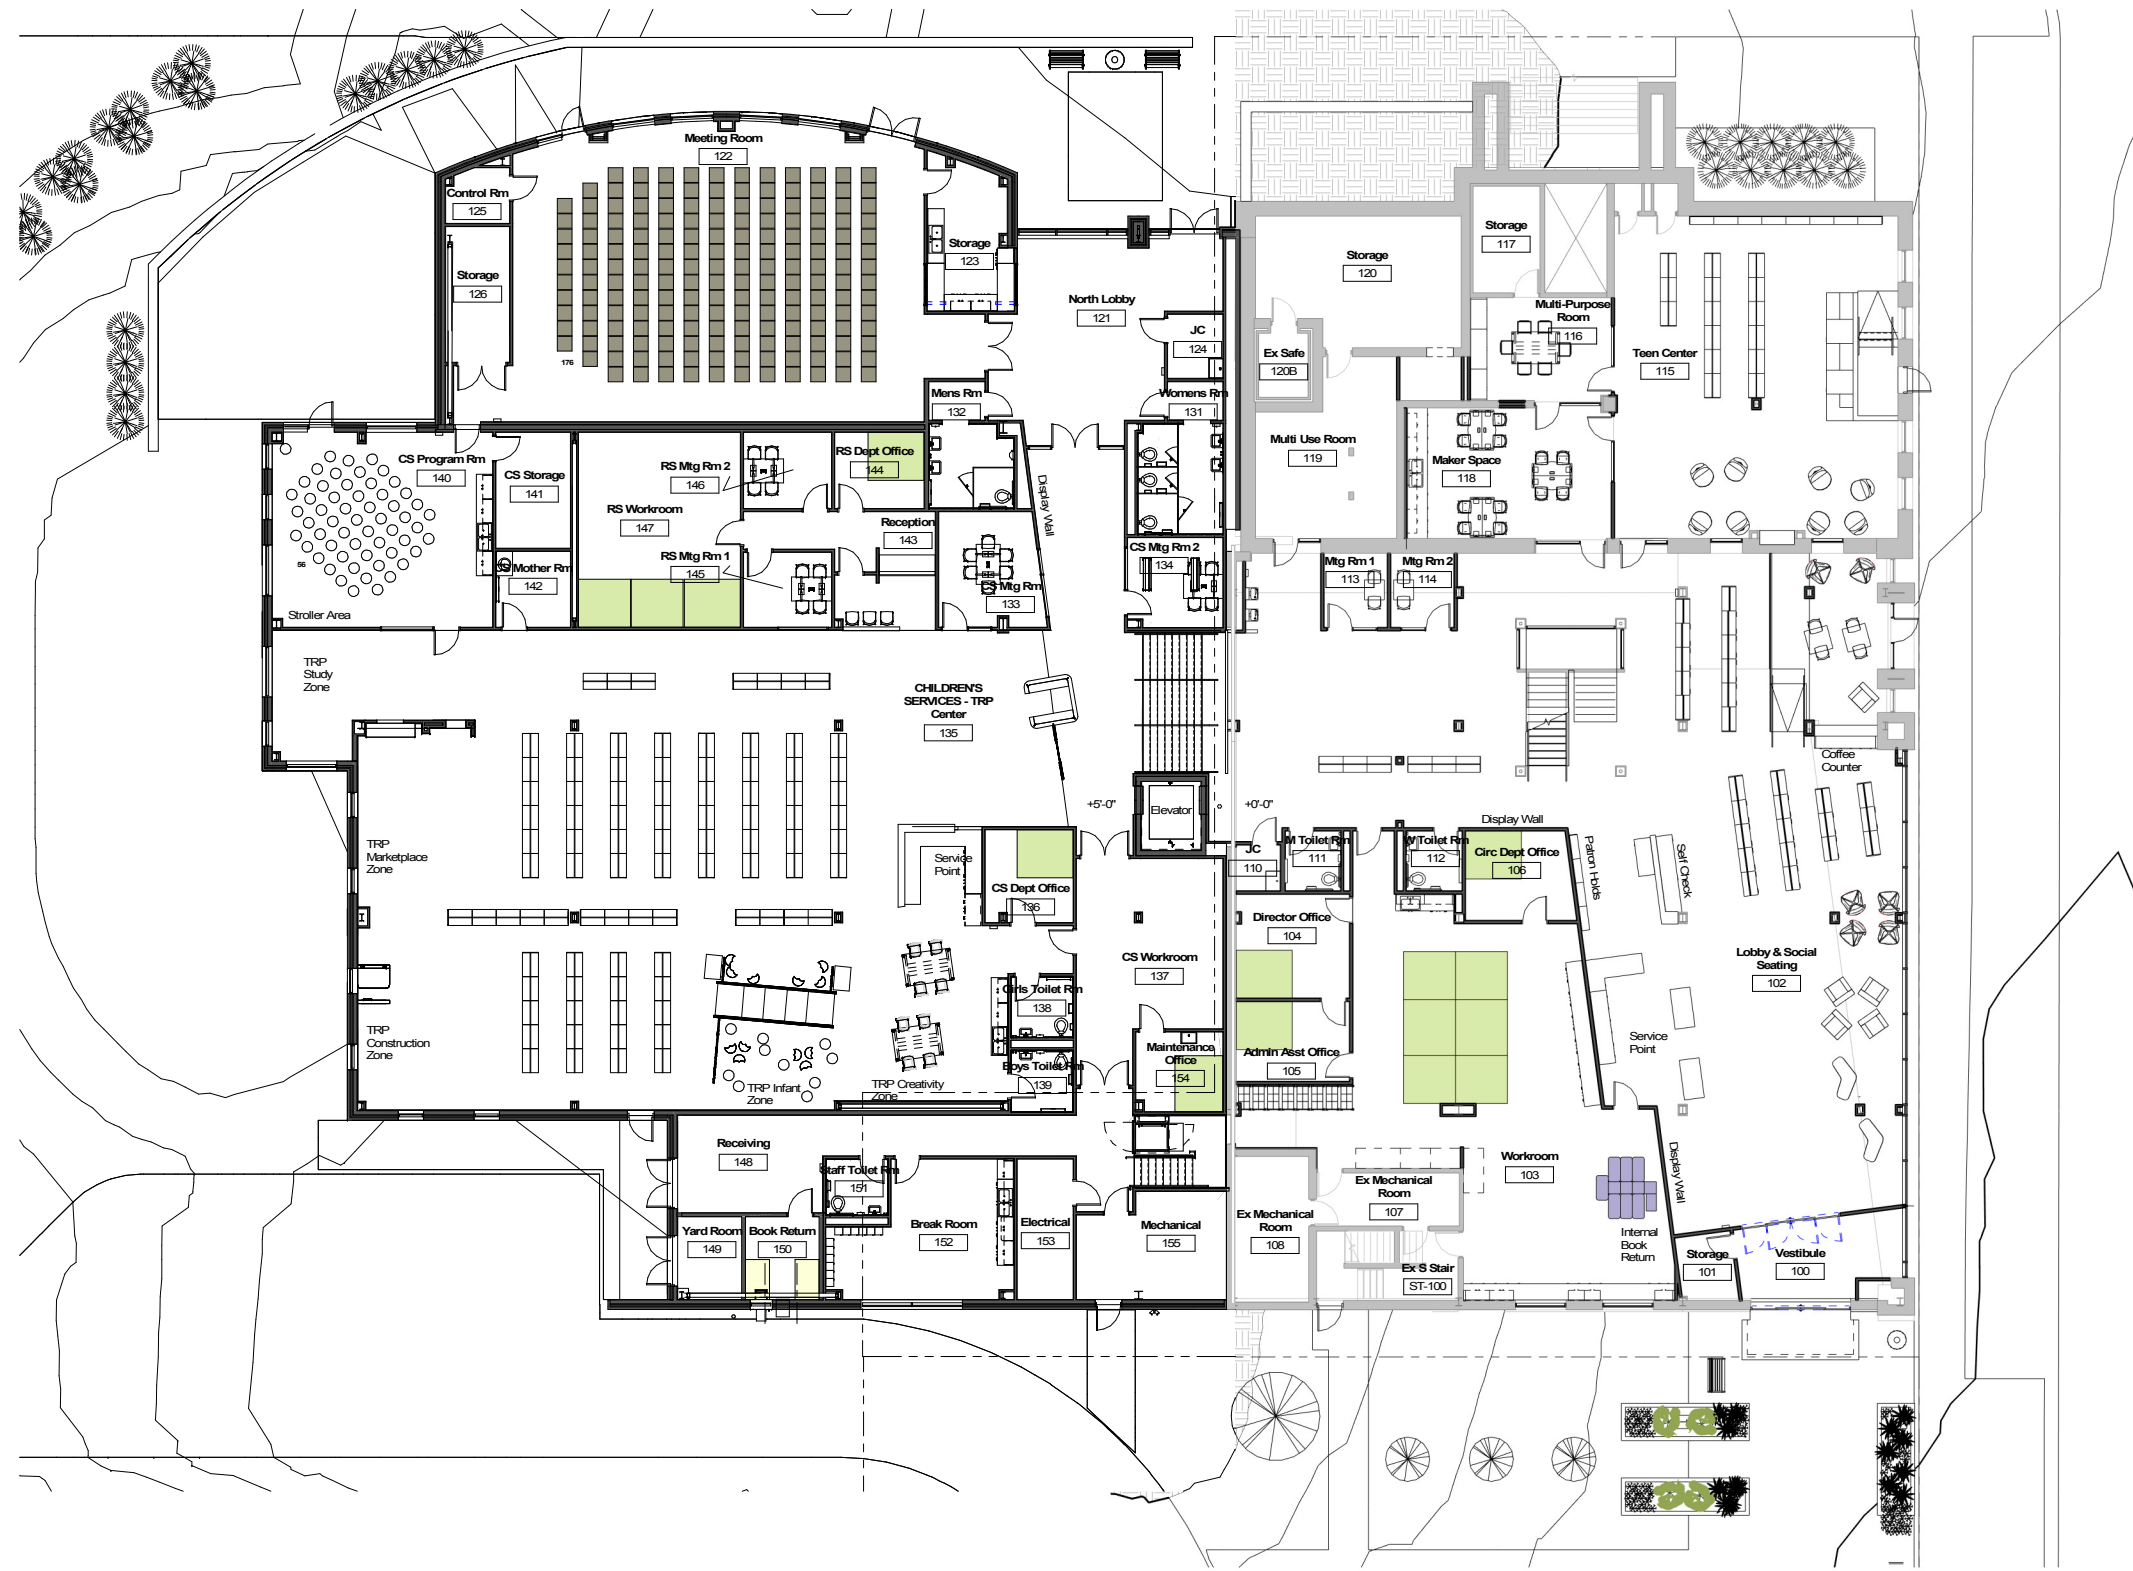 Meeting Room
122
Control Rm
125
Storage
126
176
Storage
123
North Lobby
121
JC
124
Mens Rm
132
Womens Rm
131
Storage
117
Storage
120
Ex Safe
120B
Multi-Purpose
Room
116
Teen Center
115
Multi Use Room
119
Maker Space
118
CS Program Rm
140
56
Stroller Area
CS Storage
141
S Mother Rm
142
RS Mtg Rm 2
146
RS Workroom
147
RS Mtg Rm 1
145
RS Dept Office
144
Reception
143
Display Wall
S Mtg Rm
133
CS Mtg Rm 2
134
Mtg Rm 1
113
Mtg Rm 2
114
TRP
Study
Zone
CHILDREN'S
SERVICES - TRP
Center
135
Coffee
Counter
+5'-0"
Elevator
+0'-0"
TRP
Marketplace
Zone
Service
Point
CS Dept Office
136
JC
110
M Toilet Rm
111
W Toilet Rm
112
Display Wall
Circ Dept Office
106
Patron Holds
Self Check
Director Office
104
CS Workroom
137
Lobby & Social
Seating
102
Girls Toilet Rm
138
TRP
Construction
Zone
TRP Infant
Zone
TRP Creativity
Zone
Boys Toilet Rm
139
Maintenance
Office
154
Admin Asst Office
105
Service
Point
Receiving
148
Staff Toilet Rm
151
Yard Room
149
Book Return
150
Break Room
152
Electrical
153
Mechanical
155
Ex Mechanical
Room
108
Ex Mechanical
Room
107
Ex S Stair
ST-100
Workroom
103
Display Wall
Internal
Book
Return
Storage
101
Vestibule
100